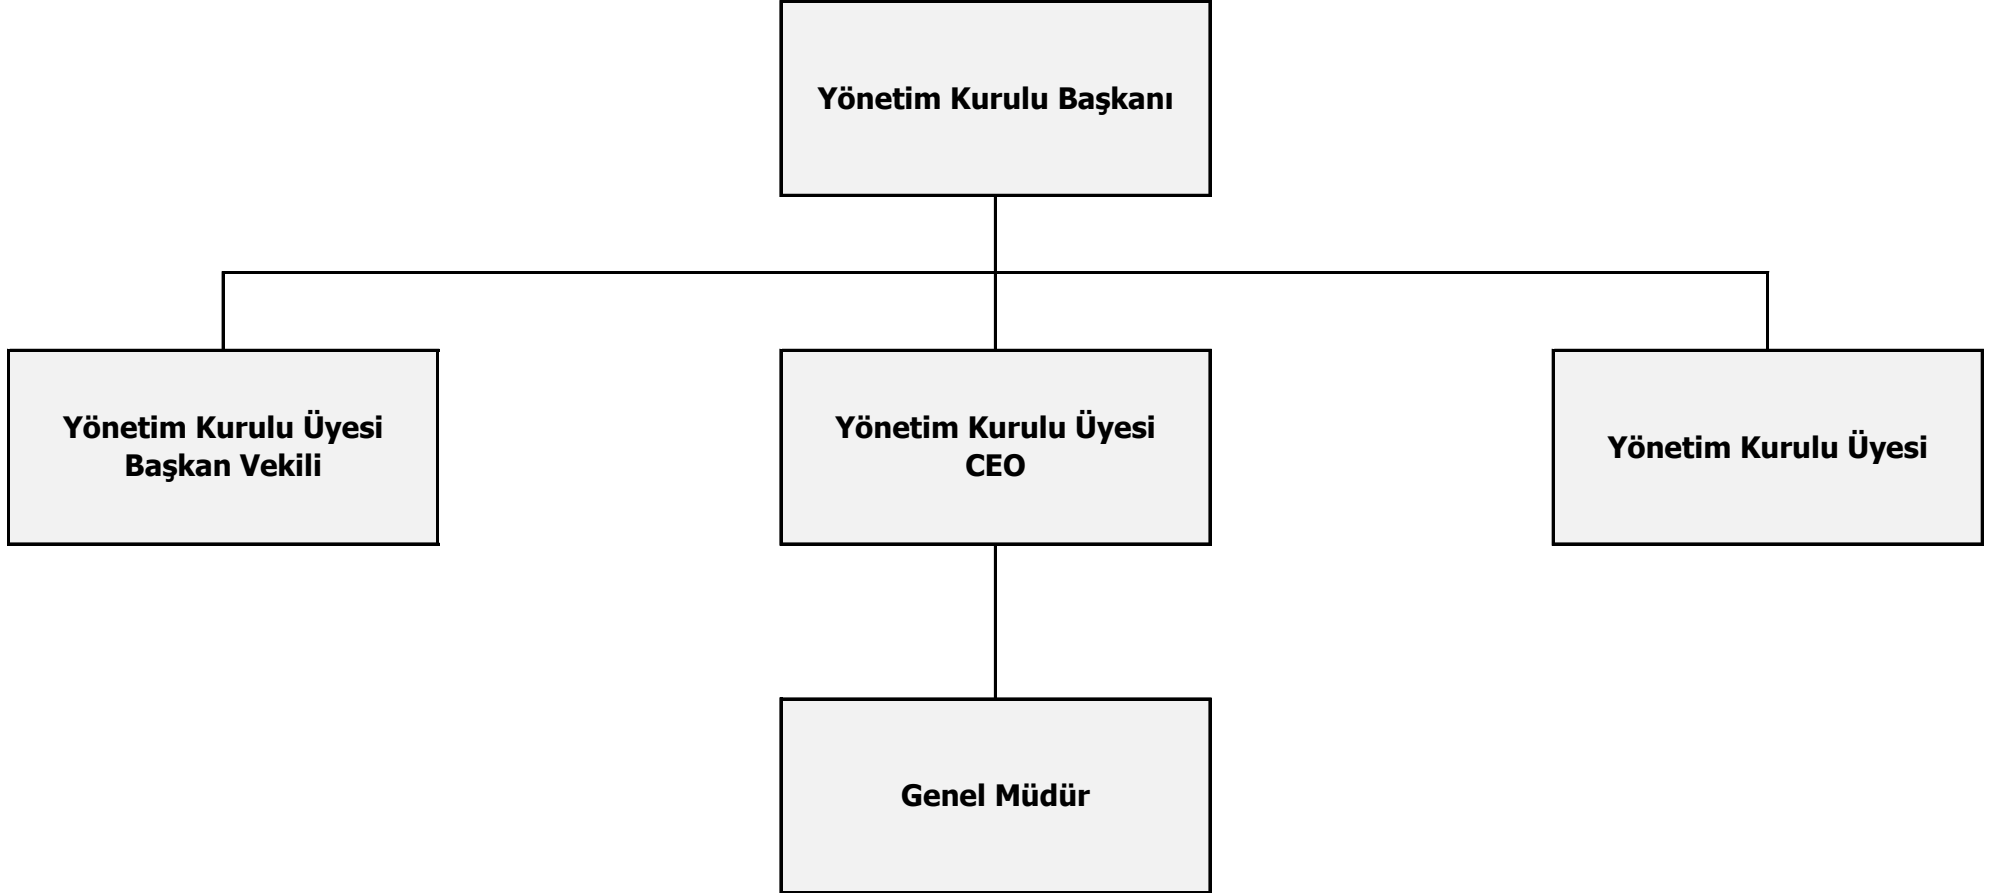 Yönetim Kurulu Başkanı
Yönetim Kurulu Üyesi
Başkan Vekili
Yönetim Kurulu Üyesi
CEO
Yönetim Kurulu Üyesi
Genel Müdür